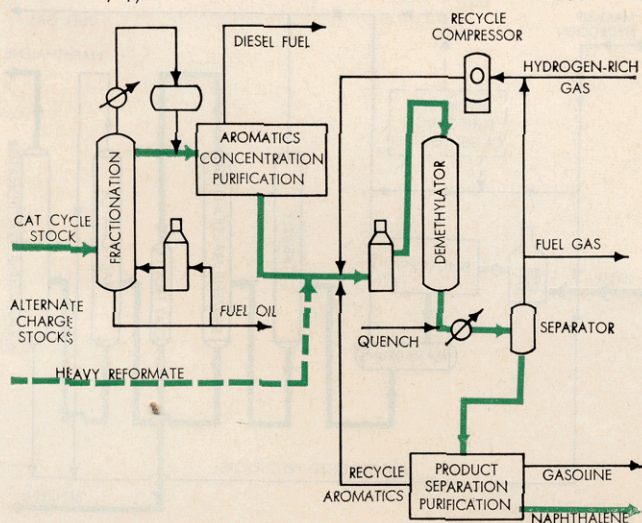 RECYCLE
COMPRESSOR
DIESEL FUEL
HYDROGEN-RICH
GAS
AROMATICS
CONCENTRATION
PURIFICATION
FRACTIONATION
DEMETHYLATOR
CAT CYCLE
STOCK
FUEL GAS
ALTERNATE
CHARGE
STOCKS
FUEL OIL
QUENCH
SEPARATOR
HEAVY REFORMATE
RECYCLE
AROMATICS
PRODUCT
SEPARATION
PURIFICATION
GASOLINE
NAPHTHALENE